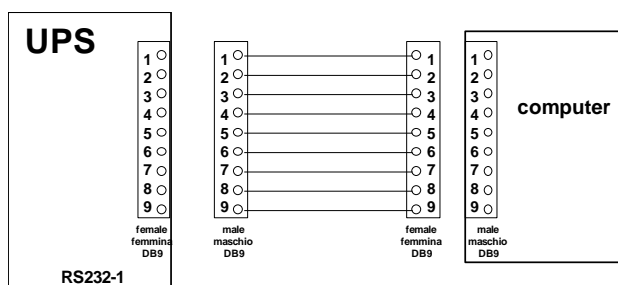 UPS
1 1 1 1
2 2 2 2
3 3 3 3
4 4 4 4
computer
5 5 5 5
6 6 6 6
7 7 7 7
8 8 8 8
9 9 9 9
female male female male
femmina maschio femmina maschio
DB9 DB9 DB9 DB9
RS232-1